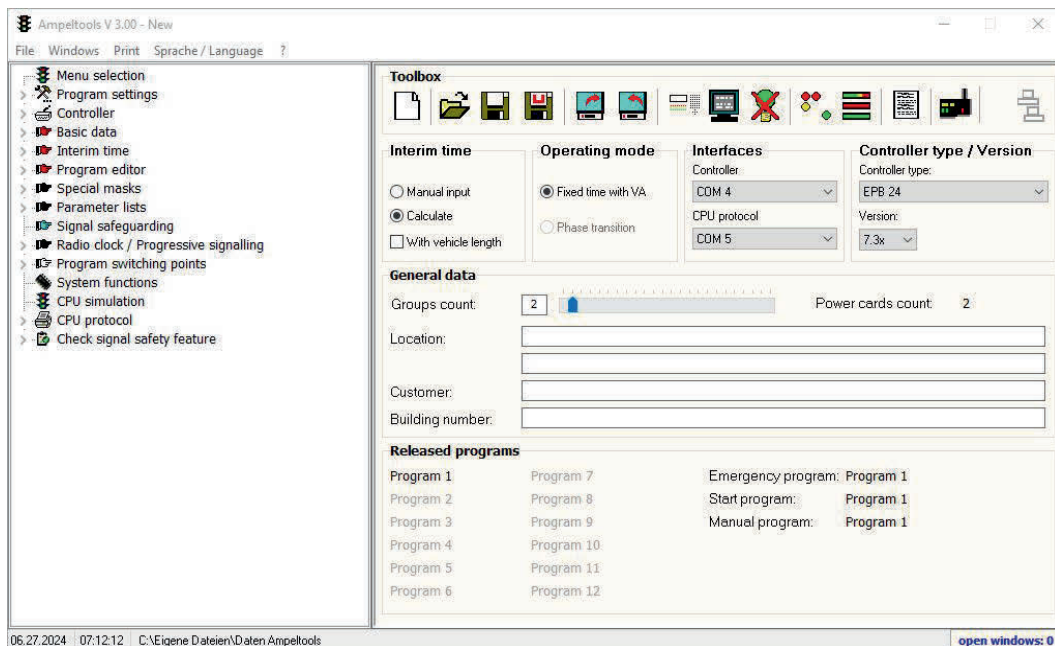 Ampeltools V 3.00 - New
File Windows Print Sprache / Language ?
Menu selection
Program settings
Controller
Basic data
Interim time
Program editor
Special masks
Parameter lists
Signal safeguarding
Radio clock / Progressive signalling
Program switching points
System functions
CPU simulation
CPU protocol
Check signal safety feature
Toolbox
Interim time
Manual input
Calculate
With vehicle length
Operating mode
Fixed time with VA
Phase transition
Interfaces
Controller
COM 4
CPU protocol
COM 5
Controller type / Version
Controller type:
EPB 24
Version:
7.3x
General data
Groups count: 2 Power cards count: 2
Location:
Customer:
Building number:
Released programs
Program 1 Program 7 Emergency program: Program 1
Program 2 Program 8 Start program: Program 1
Program 3 Program 9 Manual program: Program 1
Program 4 Program 10
Program 5 Program 11
Program 6 Program 12
06.27.2024 07:12:12 C:\Eigene Dateien\Daten Ampeltools open windows: 0